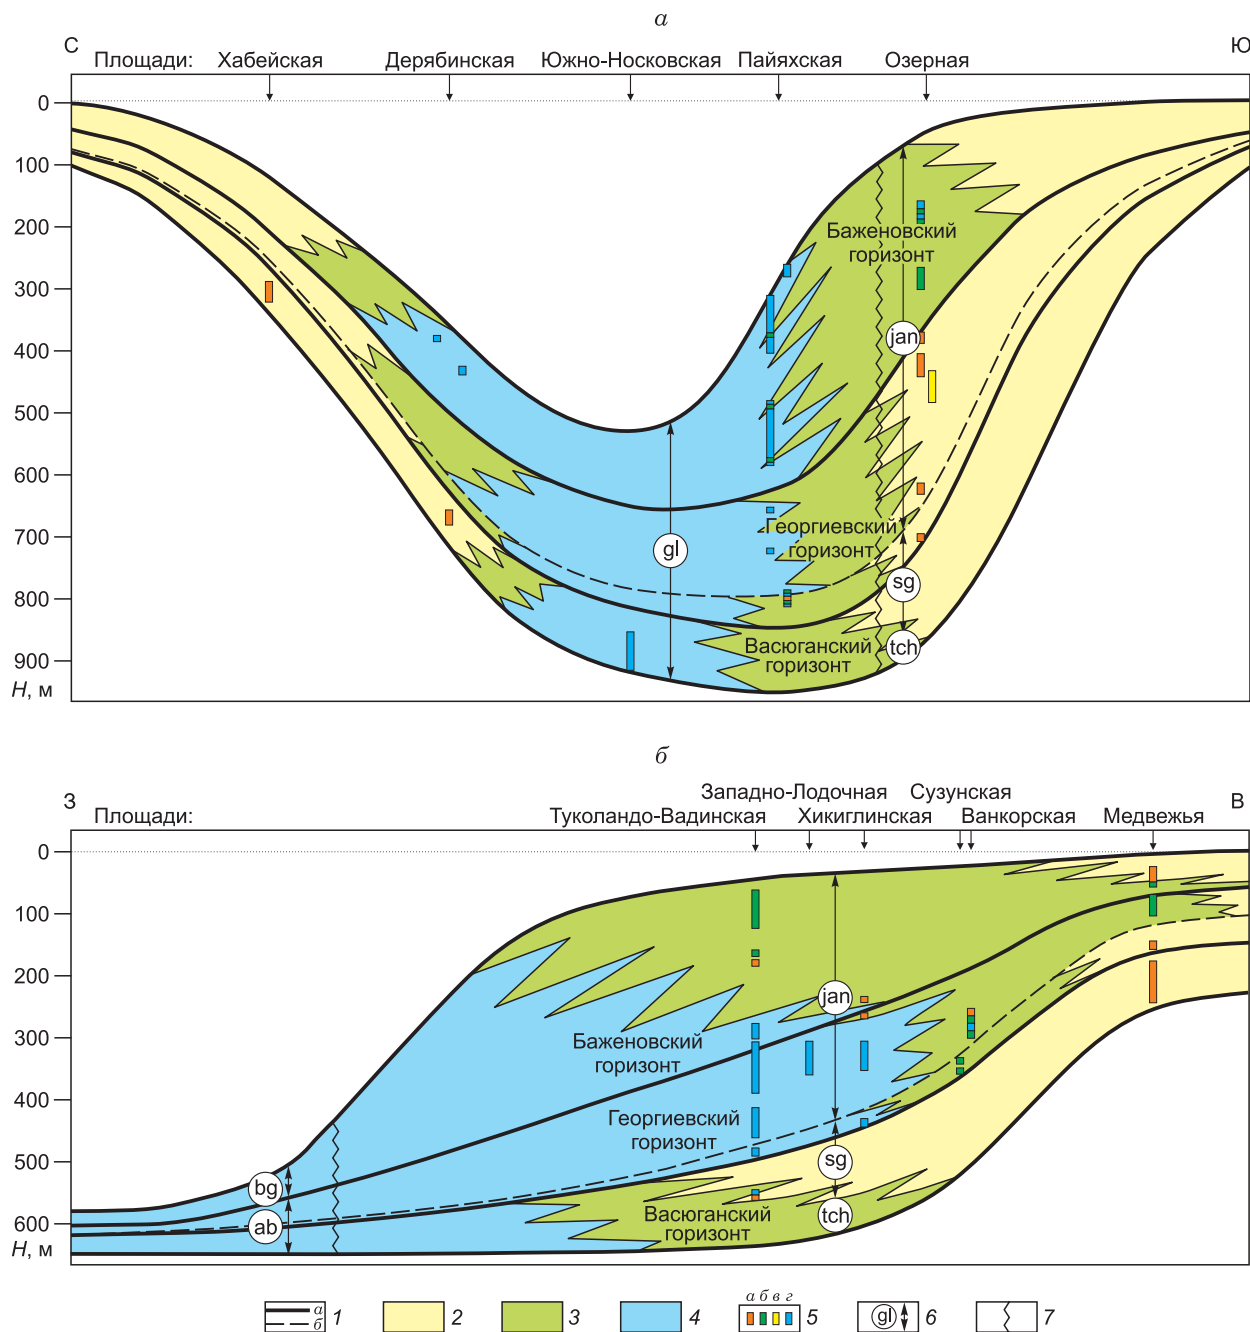 а
С
Ю
Площади: Хабейская Дерябинская Южно-Носковская Пайяхская Озерная
0
100
200
300
400
500
600
700
800
900
Н, м
Баженовский
горизонт
jan
Георгиевский
горизонт
gl
sg
Васюганский
горизонт
tch
б
З
В
Западно-Лодочная Сузунская
Площади: Туколандо-Вадинская Хикиглинская Ванкорская Медвежья
0
100
200
300
400
500
600
Н, м
jan
Баженовский
горизонт
Георгиевский
горизонт
sg
bg
Васюганский
горизонт
tch
ab
а б 1 2 3 4 а б в г 5 gl 6 7